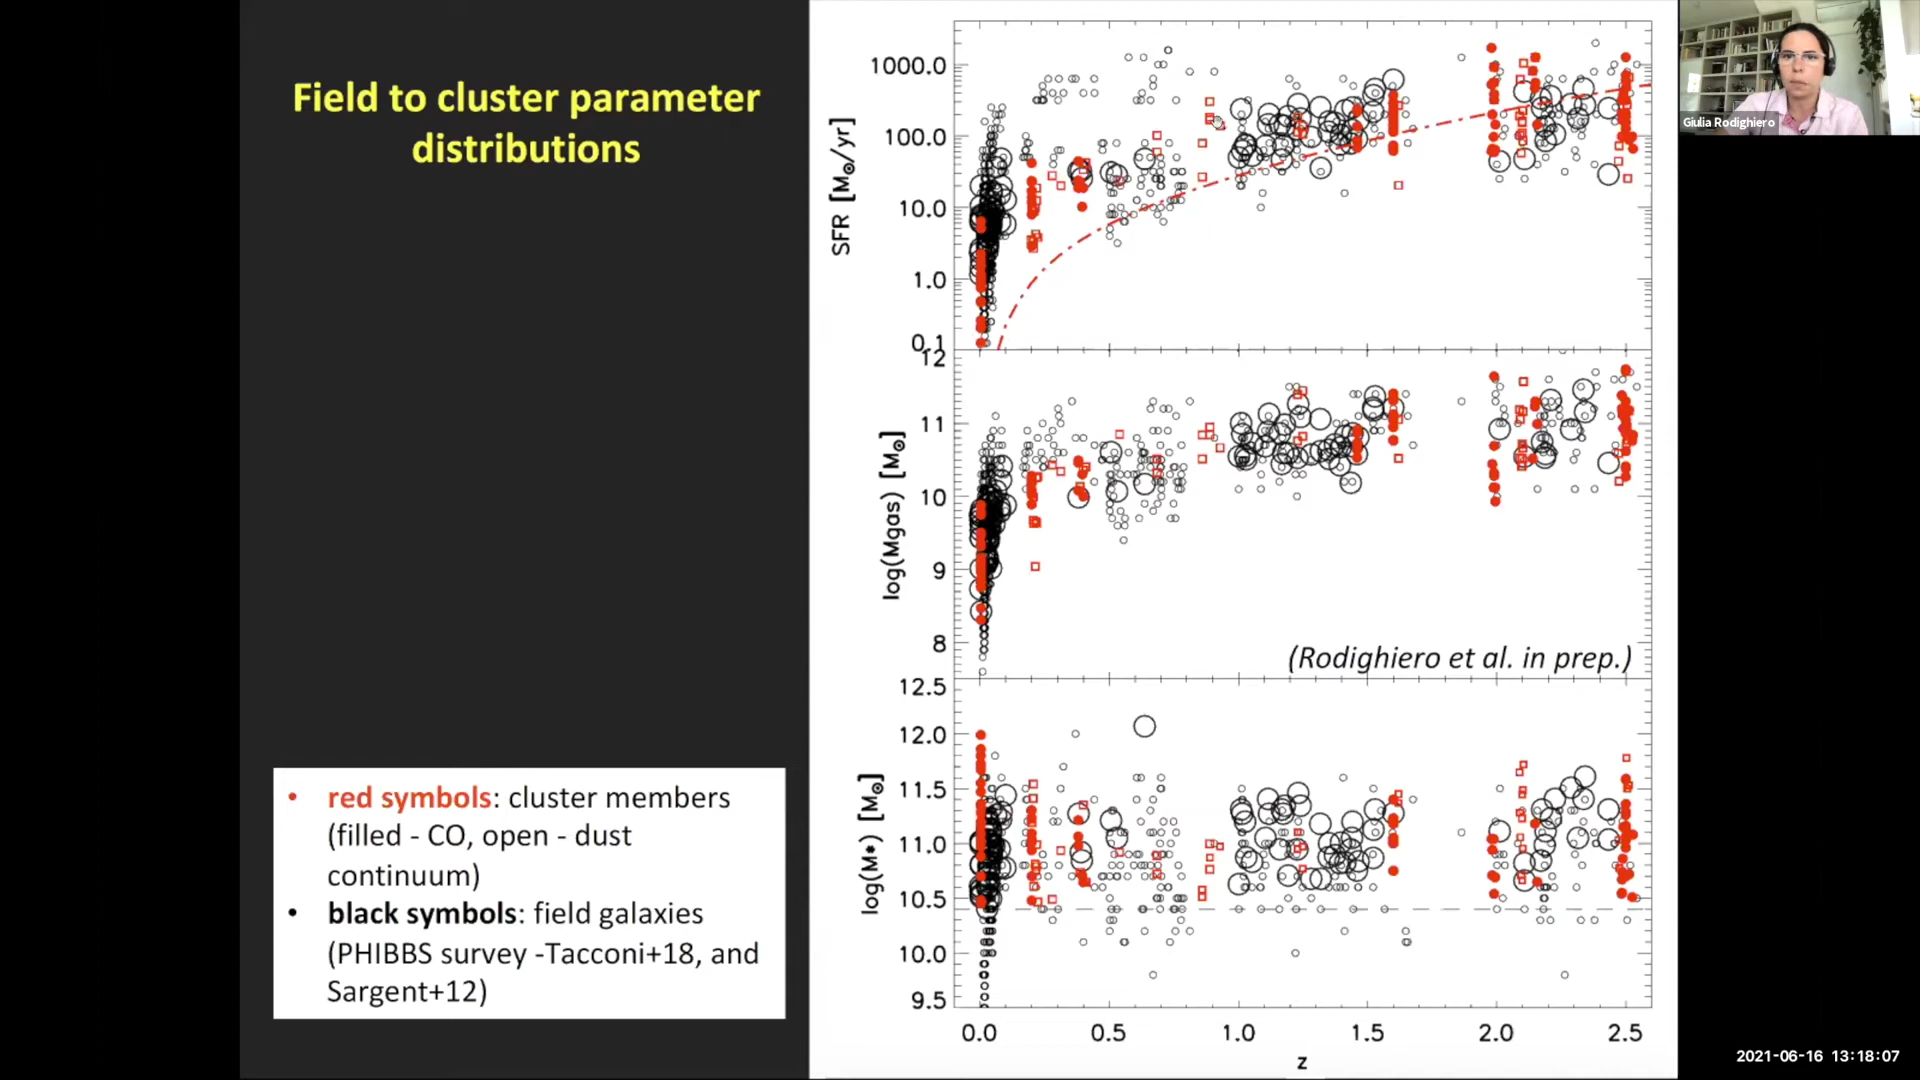 Field to cluster parameter
distributions
• red symbols: cluster members
(filled - CO, open - dust
continuum)
• black symbols: field galaxies
(PHIBBS survey -Tacconi+18, and
Sargent+12)
SFR [M⊙/yr]
1000.0
100.0
10.0
1.0
0.1
log(Mgas) [M⊙]
12
11
10
9
8
(Rodighiero et al. in prep.)
log(M*) [M⊙]
12.5
12.0
11.5
11.0
10.5
10.0
9.5
0.0 0.5 1.0 1.5 2.0 2.5
z
Giulia Rodighiero
2021-06-16 13:18:07